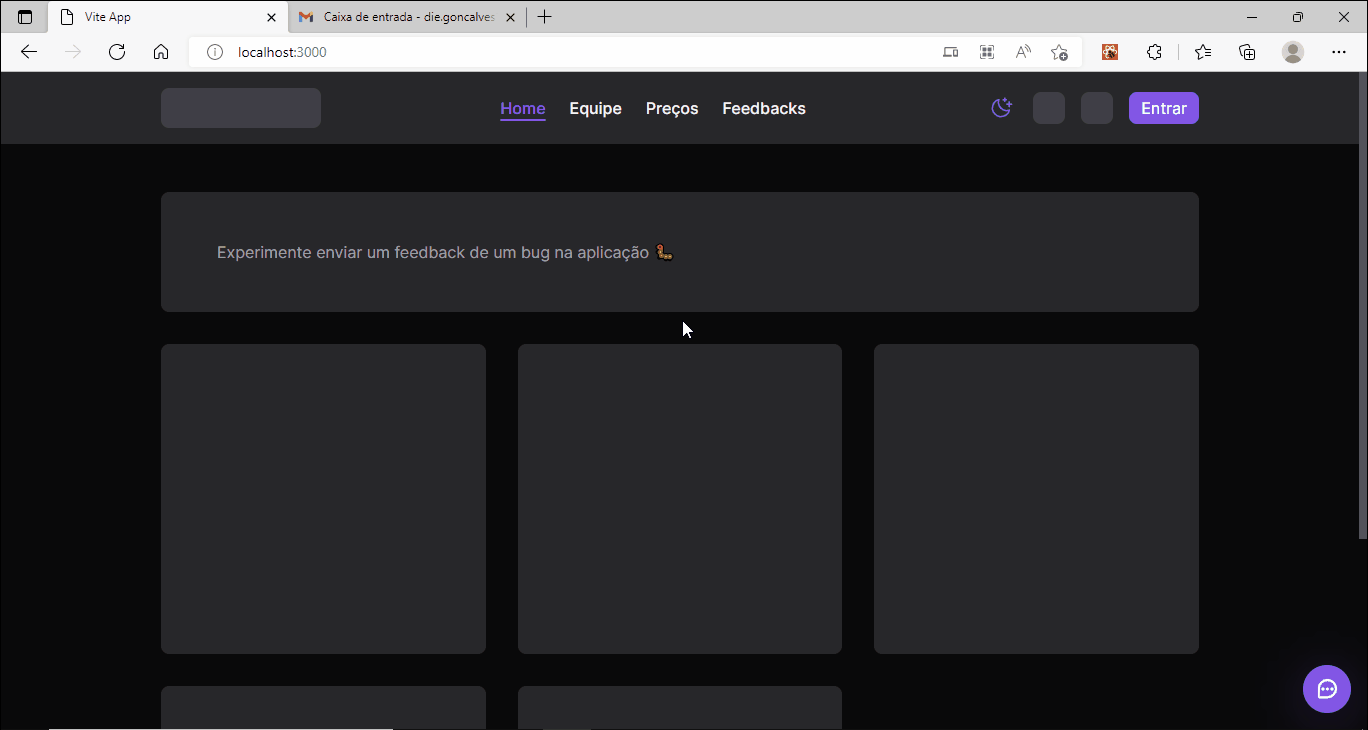 Vite App
Caixa de entrada - die.goncalves
localhost:3000
Home Equipe Preços Feedbacks Entrar
Experimente enviar um feedback de um bug na aplicação 🐛